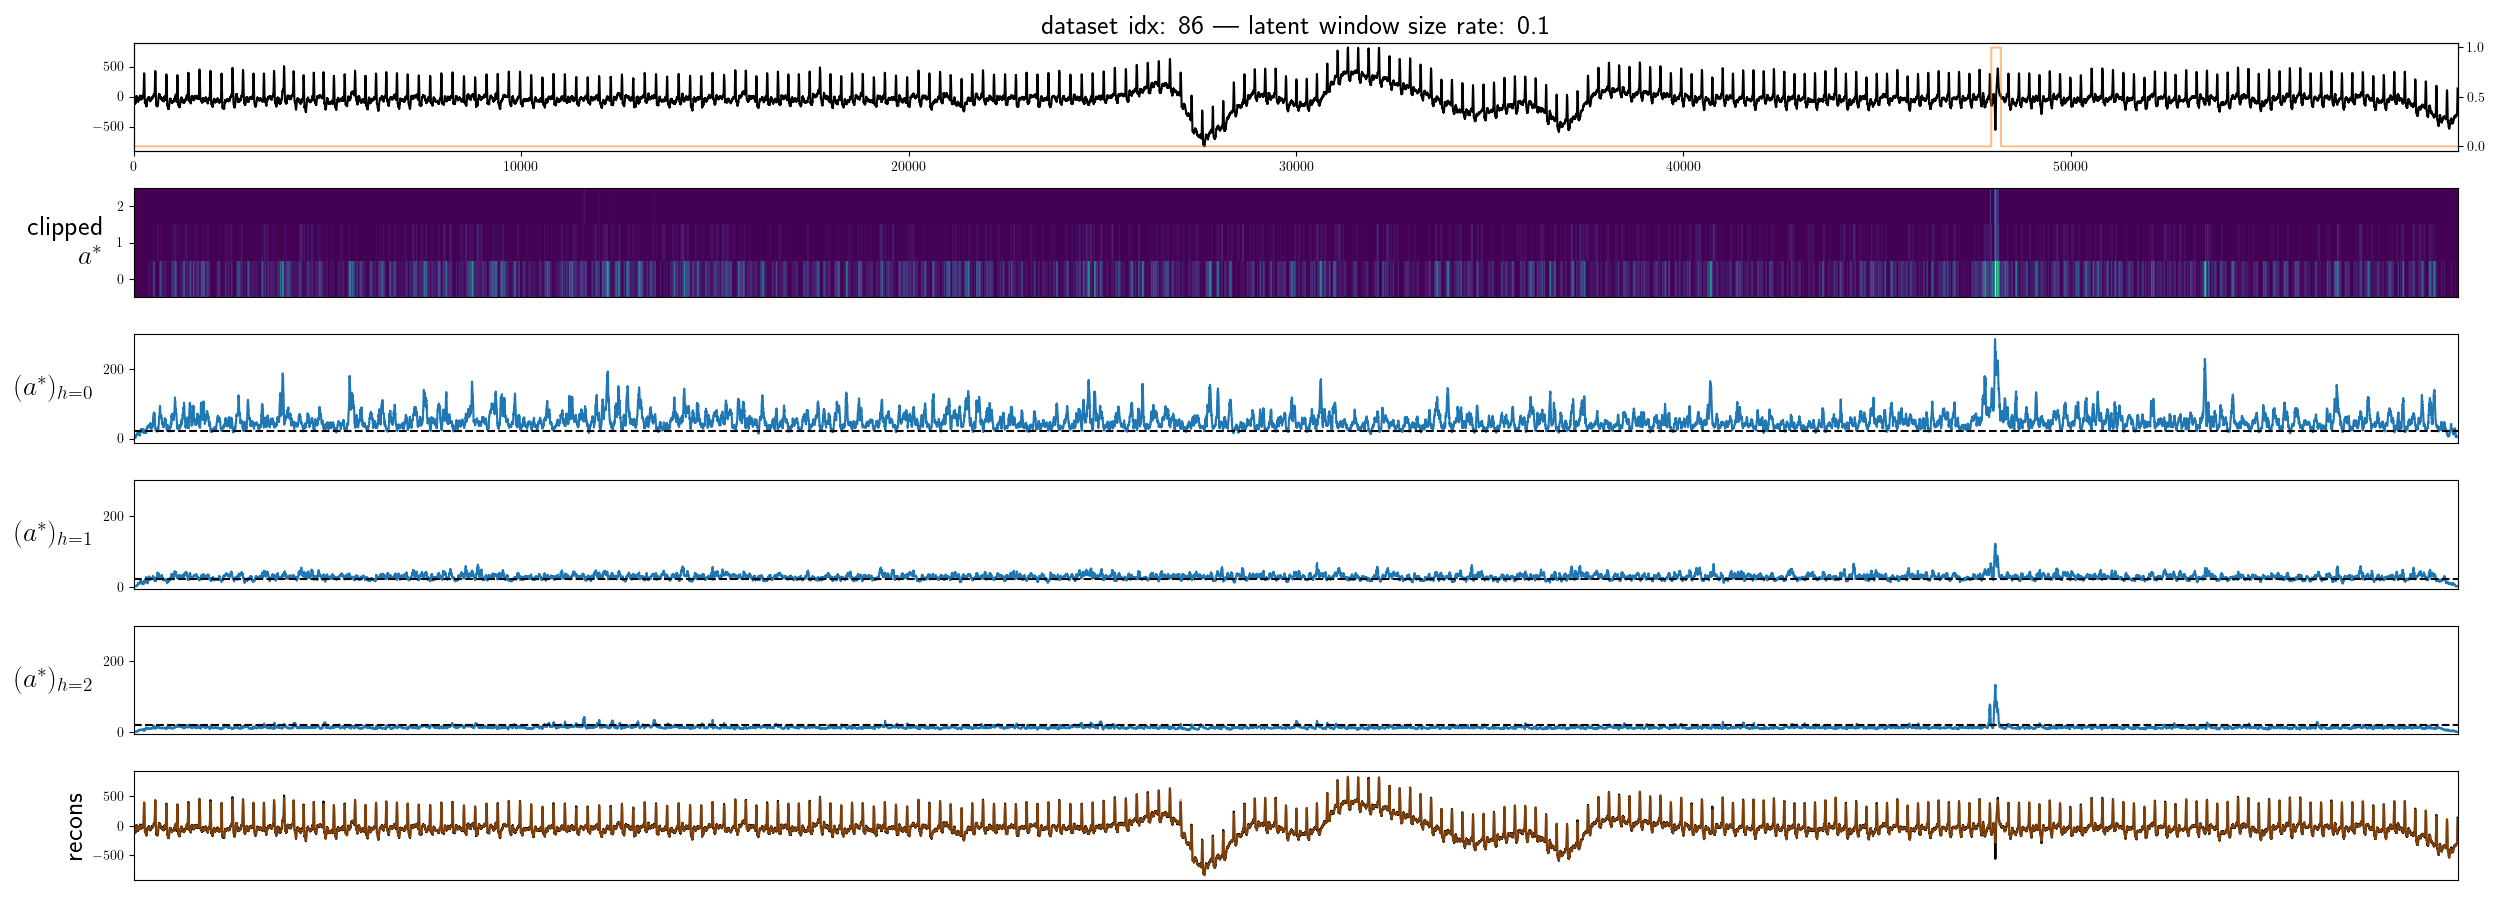 dataset idx: 86 — latent window size rate: 0.1
500
0
−500
1.0
0.5
0.0
0 10000 20000 30000 40000 50000
clipped
a*
2
1
0
(a*)h=0
200
0
(a*)h=1
200
0
(a*)h=2
200
0
recons
500
0
−500